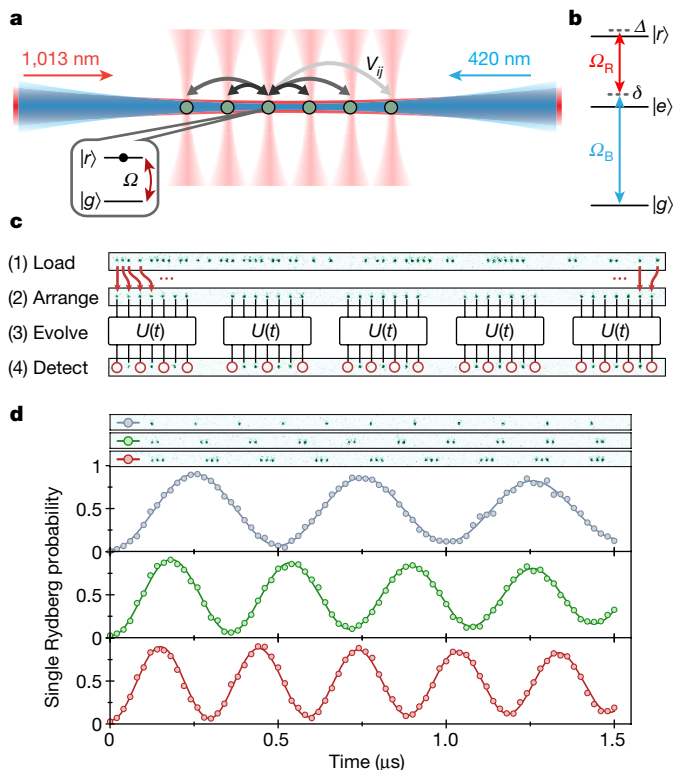 a
b
1,013 nm
V_ij
420 nm
Δ
|r⟩
Ω_R
δ
|e⟩
Ω_B
|g⟩
|r⟩
Ω
|g⟩
c
(1) Load
... ...
(2) Arrange
(3) Evolve U(t) U(t) U(t) U(t) U(t)
(4) Detect
d
Single Rydberg probability
1
0.5
0
0.5
0
0.5
0
0 0.5 1.0 1.5
Time (μs)